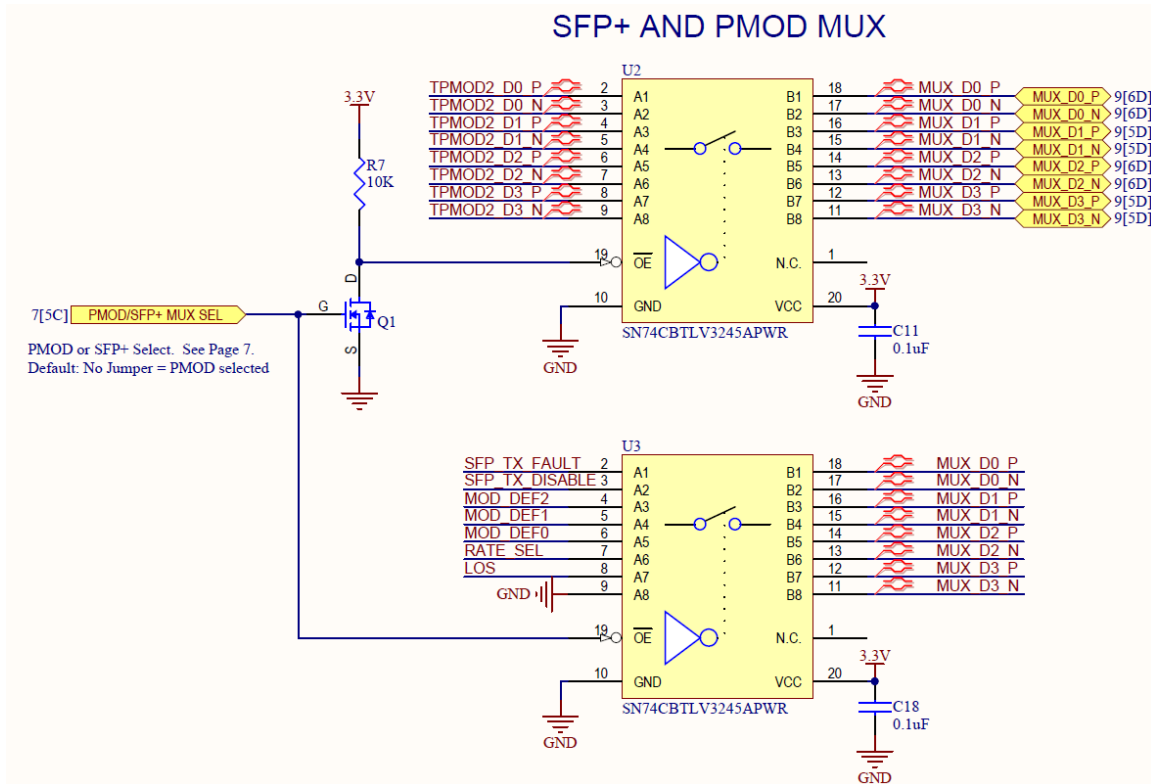 SFP+ AND PMOD MUX
U2
TPMOD2_D0_P 2 A1 B1 18 MUX_D0_P MUX_D0_P 9[6D]
TPMOD2_D0_N 3 A2 B2 17 MUX_D0_N MUX_D0_N 9[6D]
TPMOD2_D1_P 4 A3 B3 16 MUX_D1_P MUX_D1_P 9[5D]
TPMOD2_D1_N 5 A4 B4 15 MUX_D1_N MUX_D1_N 9[5D]
TPMOD2_D2_P 6 A5 B5 14 MUX_D2_P MUX_D2_P 9[6D]
TPMOD2_D2_N 7 A6 B6 13 MUX_D2_N MUX_D2_N 9[6D]
TPMOD2_D3_P 8 A7 B7 12 MUX_D3_P MUX_D3_P 9[5D]
TPMOD2_D3_N 9 A8 B8 11 MUX_D3_N MUX_D3_N 9[5D]
3.3V
R7
10K
19 OE N.C. 1
10 GND VCC 20
3.3V
SN74CBTLV3245APWR
GND
C11
0.1uF
GND
D
G
S
Q1
7[5C] PMOD/SFP+ MUX SEL
PMOD or SFP+ Select. See Page 7.
Default: No Jumper = PMOD selected
U3
SFP_TX_FAULT 2 A1 B1 18 MUX_D0_P
SFP_TX_DISABLE 3 A2 B2 17 MUX_D0_N
MOD_DEF2 4 A3 B3 16 MUX_D1_P
MOD_DEF1 5 A4 B4 15 MUX_D1_N
MOD_DEF0 6 A5 B5 14 MUX_D2_P
RATE_SEL 7 A6 B6 13 MUX_D2_N
LOS 8 A7 B7 12 MUX_D3_P
GND 9 A8 B8 11 MUX_D3_N
19 OE N.C. 1
10 GND VCC 20
3.3V
SN74CBTLV3245APWR
GND
C18
0.1uF
GND